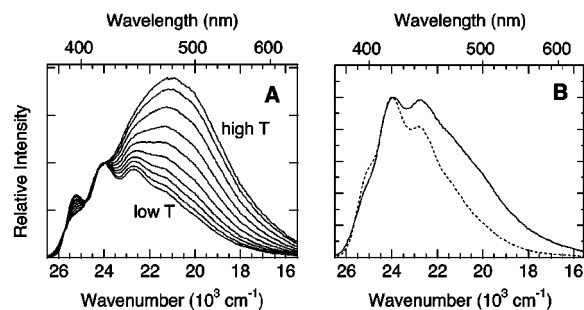 Wavelength (nm)
400 500 600
A
high T
low T
Relative Intensity
26 24 22 20 18 16
Wavenumber (10³ cm⁻¹)
Wavelength (nm)
400 500 600
B
26 24 22 20 18 16
Wavenumber (10³ cm⁻¹)